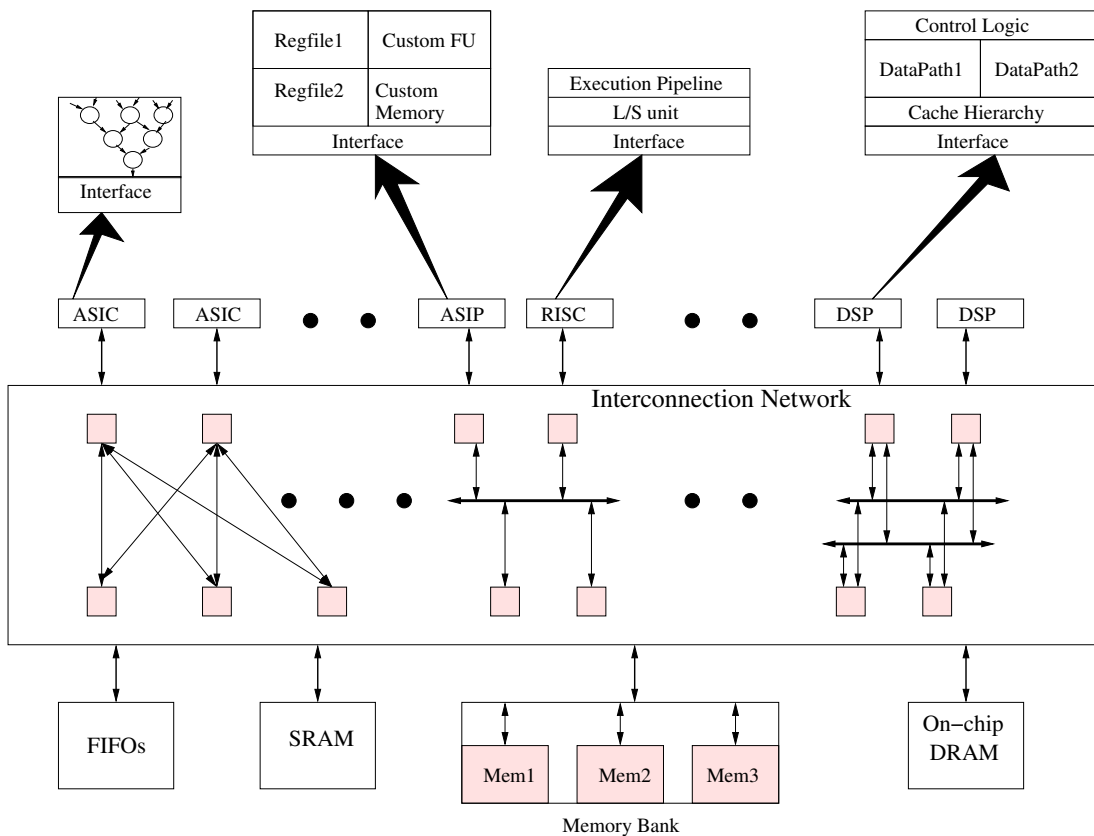 Regfile1
Custom FU
Regfile2
Custom
Memory
Interface
Execution Pipeline
L/S unit
Interface
Control Logic
DataPath1
DataPath2
Cache Hierarchy
Interface
Interface
ASIC
ASIC
ASIP
RISC
DSP
DSP
Interconnection Network
FIFOs
SRAM
Mem1
Mem2
Mem3
Memory Bank
On−chip
DRAM